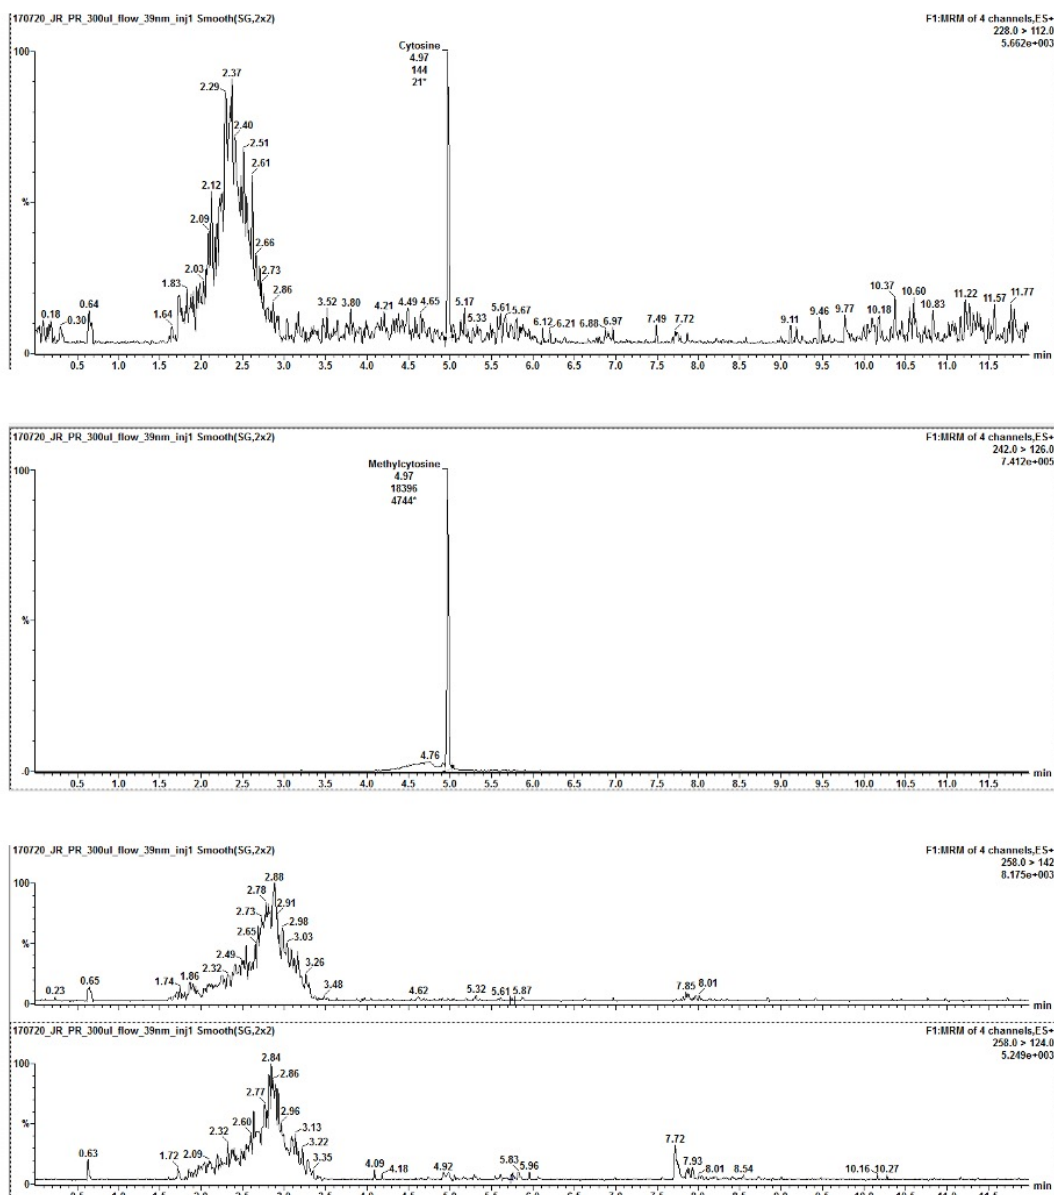 170720_JR_PR_300ul_flow_39nm_inj1 Smooth(SG,2x2)
F1:MRM of 4 channels,ES+
228.0 > 112.0
5.662e+003
100
%
0
Cytosine
4.97
144
21*
0.18 0.30 0.64 1.64 1.83 2.03 2.09 2.12 2.29 2.37 2.40 2.51 2.61 2.66 2.73 2.86 3.52 3.80 4.21 4.49 4.65 5.17 5.33 5.61 5.67 6.12 6.21 6.88 6.97 7.49 7.72 9.11 9.46 9.77 10.18 10.37 10.60 10.83 11.22 11.57 11.77
0.5 1.0 1.5 2.0 2.5 3.0 3.5 4.0 4.5 5.0 5.5 6.0 6.5 7.0 7.5 8.0 8.5 9.0 9.5 10.0 10.5 11.0 11.5 min
170720_JR_PR_300ul_flow_39nm_inj1 Smooth(SG,2x2)
F1:MRM of 4 channels,ES+
242.0 > 126.0
7.412e+005
100
%
-0
Methylcytosine
4.97
18396
4744*
4.76
0.5 1.0 1.5 2.0 2.5 3.0 3.5 4.0 4.5 5.0 5.5 6.0 6.5 7.0 7.5 8.0 8.5 9.0 9.5 10.0 10.5 11.0 11.5 min
170720_JR_PR_300ul_flow_39nm_inj1 Smooth(SG,2x2)
F1:MRM of 4 channels,ES+
258.0 > 142
8.175e+003
100
%
0
0.23 0.65 1.74 1.86 2.32 2.49 2.65 2.73 2.78 2.88 2.91 2.98 3.03 3.26 3.48 4.62 5.32 5.61 5.87 7.85 8.01
min
170720_JR_PR_300ul_flow_39nm_inj1 Smooth(SG,2x2)
F1:MRM of 4 channels,ES+
258.0 > 124.0
5.249e+003
100
%
0
0.63 1.72 2.09 2.32 2.60 2.77 2.84 2.86 2.96 3.13 3.22 3.35 4.09 4.18 4.92 5.83 5.96 7.72 7.93 8.01 8.54 10.16 10.27
min